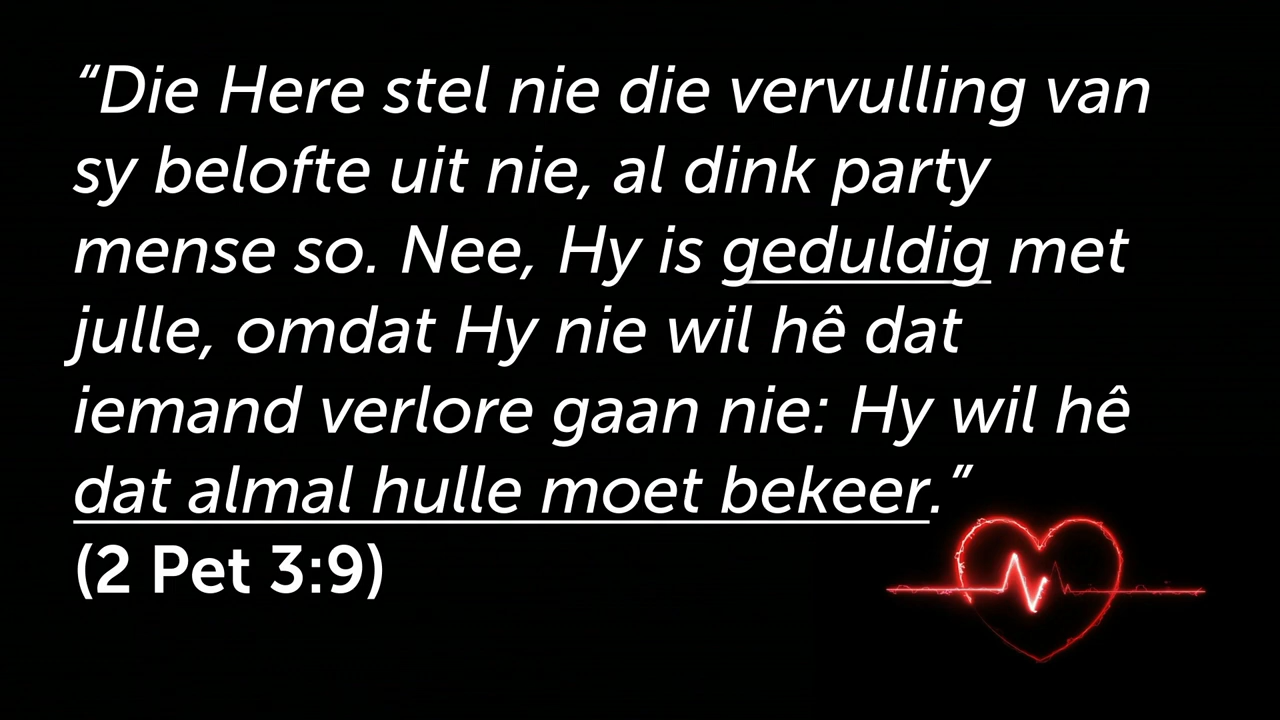 “Die Here stel nie die vervulling van
sy belofte uit nie, al dink party
mense so. Nee, Hy is geduldig met
julle, omdat Hy nie wil hê dat
iemand verlore gaan nie: Hy wil hê
dat almal hulle moet bekeer.”
(2 Pet 3:9)